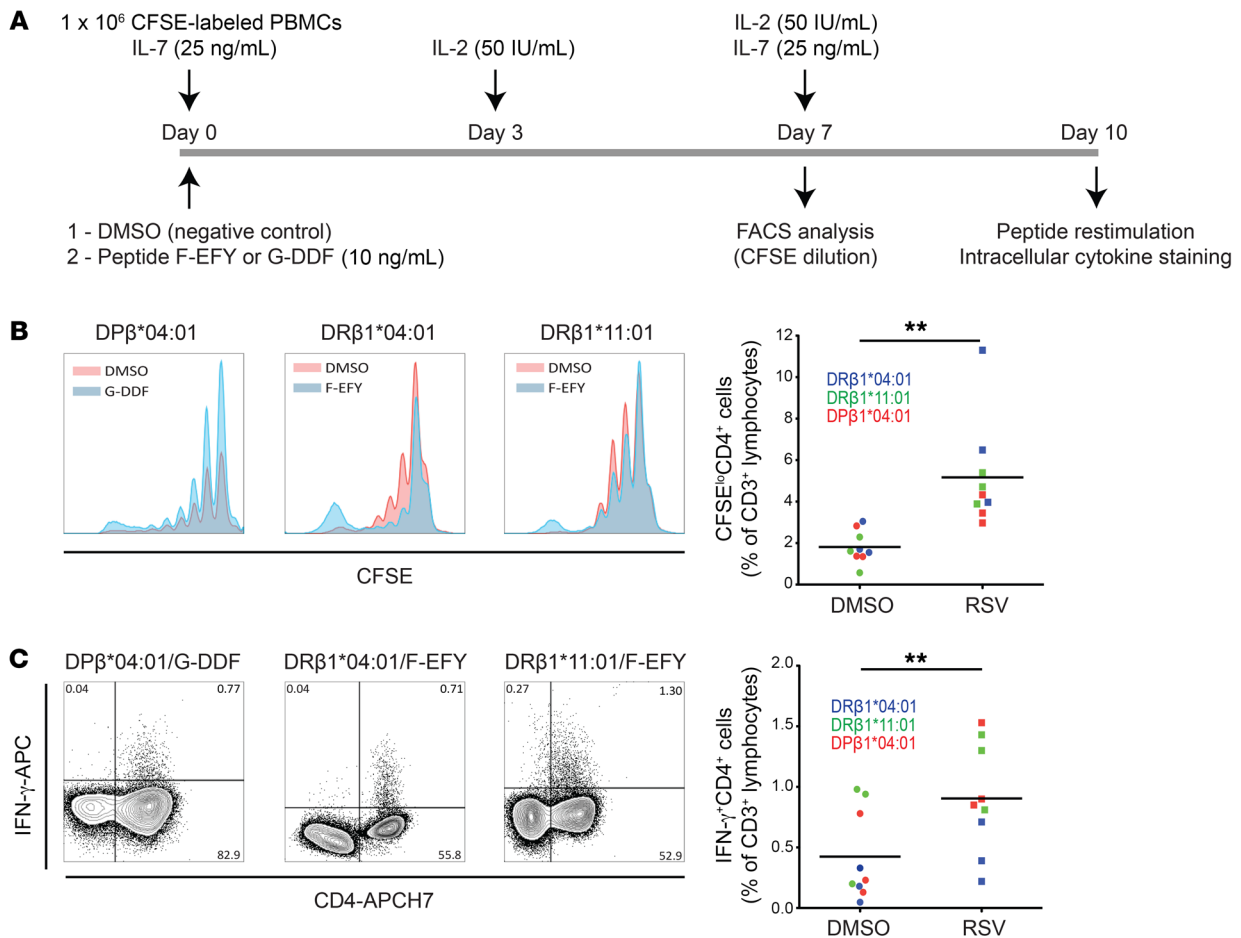 A
1 x 10⁶ CFSE-labeled PBMCs
IL-7 (25 ng/mL)
IL-2 (50 IU/mL)
IL-2 (50 IU/mL)
IL-7 (25 ng/mL)
Day 0
Day 3
Day 7
Day 10
1 - DMSO (negative control)
2 - Peptide F-EFY or G-DDF (10 ng/mL)
FACS analysis
(CFSE dilution)
Peptide restimulation
Intracellular cytokine staining
B
DPβ*04:01
DMSO
G-DDF
DRβ1*04:01
DMSO
F-EFY
DRβ1*11:01
DMSO
F-EFY
CFSE
CFSEˡᵒCD4⁺ cells
(% of CD3⁺ lymphocytes)
12
10
8
6
4
2
0
**
DRβ1*04:01
DRβ1*11:01
DPβ1*04:01
DMSO
RSV
C
DPβ*04:01/G-DDF
0.04
0.77
82.9
DRβ1*04:01/F-EFY
0.04
0.71
55.8
DRβ1*11:01/F-EFY
0.27
1.30
52.9
IFN-γ-APC
CD4-APCH7
IFN-γ⁺CD4⁺ cells
(% of CD3⁺ lymphocytes)
2.0
1.5
1.0
0.5
0.0
**
DRβ1*04:01
DRβ1*11:01
DPβ1*04:01
DMSO
RSV